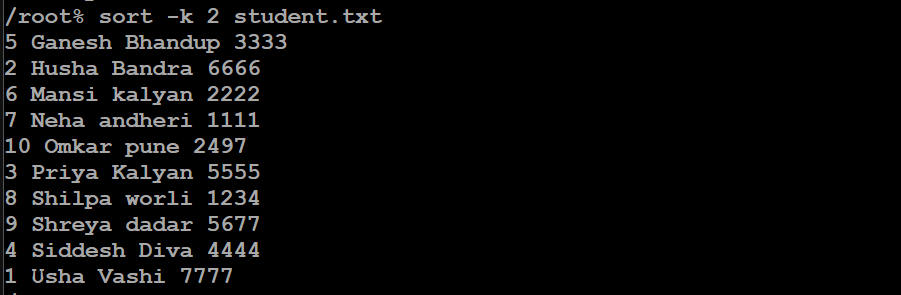 /root% sort -k 2 student.txt
5 Ganesh Bhandup 3333
2 Husha Bandra 6666
6 Mansi kalyan 2222
7 Neha andheri 1111
10 Omkar pune 2497
3 Priya Kalyan 5555
8 Shilpa worli 1234
9 Shreya dadar 5677
4 Siddesh Diva 4444
1 Usha Vashi 7777